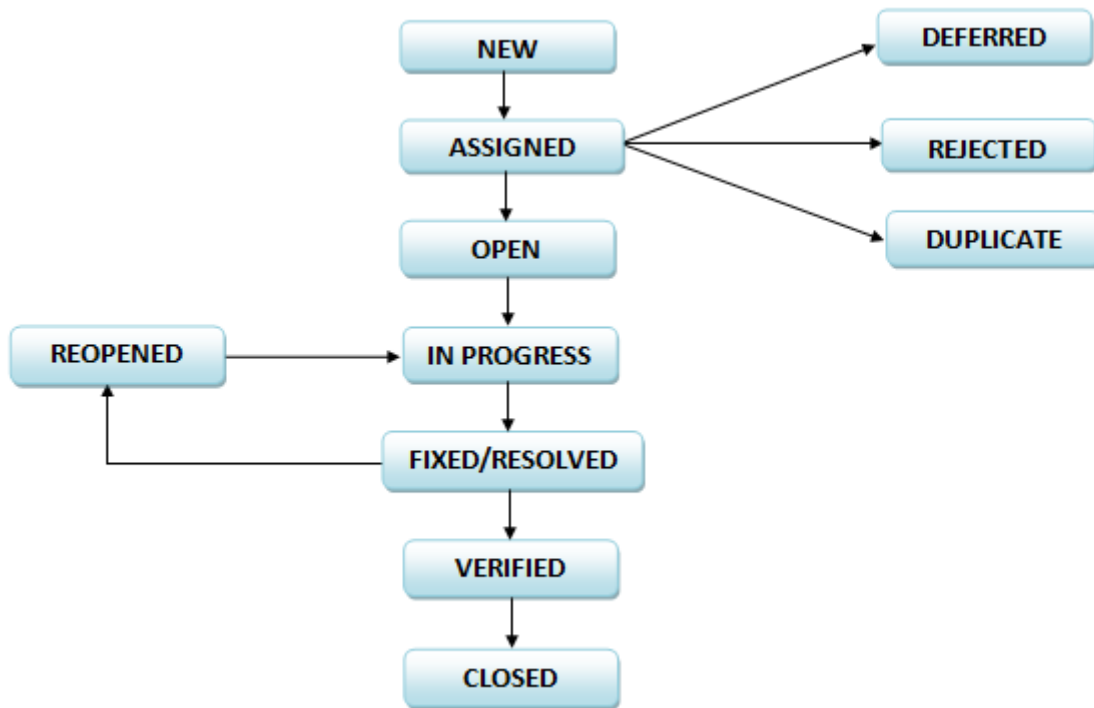 NEW
DEFERRED
ASSIGNED
REJECTED
OPEN
DUPLICATE
REOPENED
IN PROGRESS
FIXED/RESOLVED
VERIFIED
CLOSED